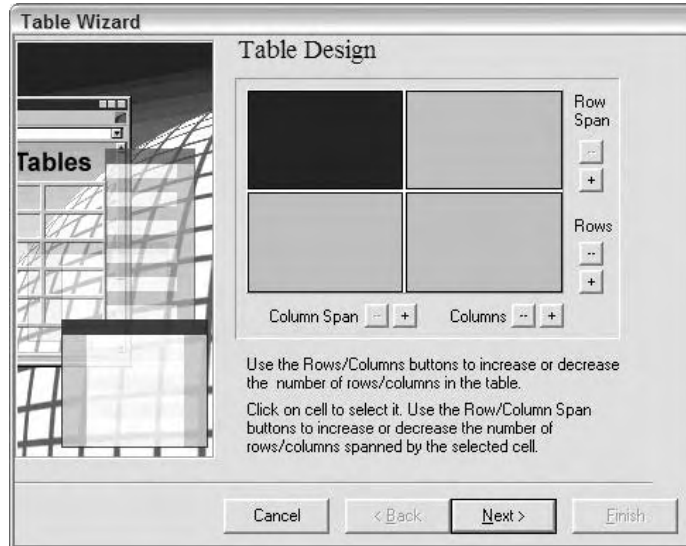 Table Wizard
Table Design
Tables
Row
Span
--
+
Rows
--
+
Column Span -- +
Columns -- +
Use the Rows/Columns buttons to increase or decrease
the number of rows/columns in the table.
Click on cell to select it. Use the Row/Column Span
buttons to increase or decrease the number of
rows/columns spanned by the selected cell.
Cancel
< Back
Next >
Finish